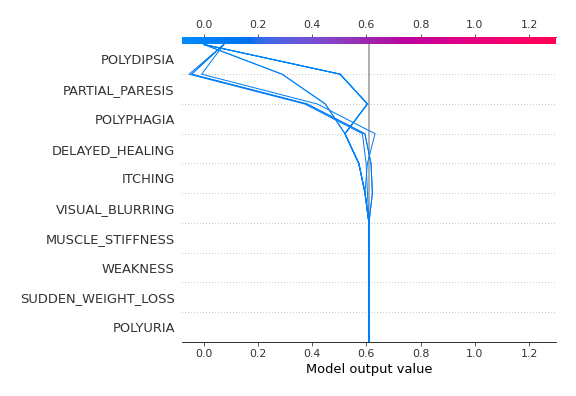 0.0 0.2 0.4 0.6 0.8 1.0 1.2
POLYDIPSIA
PARTIAL_PARESIS
POLYPHAGIA
DELAYED_HEALING
ITCHING
VISUAL_BLURRING
MUSCLE_STIFFNESS
WEAKNESS
SUDDEN_WEIGHT_LOSS
POLYURIA
0.0 0.2 0.4 0.6 0.8 1.0 1.2
Model output value